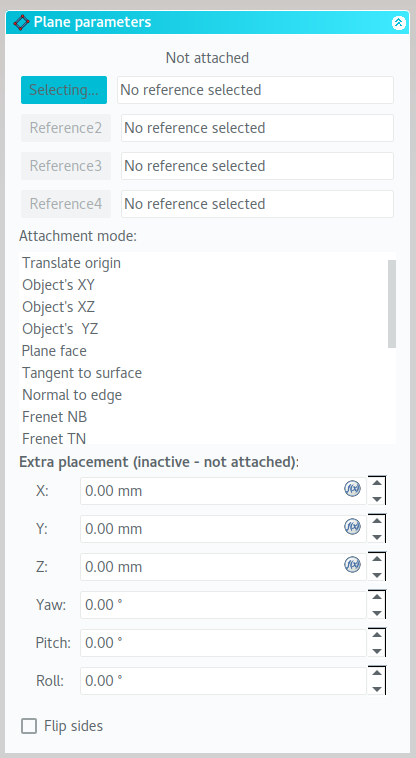 Plane parameters
Not attached
Selecting... No reference selected
Reference2 No reference selected
Reference3 No reference selected
Reference4 No reference selected
Attachment mode:
Translate origin
Object's XY
Object's XZ
Object's  YZ
Plane face
Tangent to surface
Normal to edge
Frenet NB
Frenet TN
Extra placement (inactive - not attached):
X: 0.00 mm f(x)
Y: 0.00 mm f(x)
Z: 0.00 mm f(x)
Yaw: 0.00 °
Pitch: 0.00 °
Roll: 0.00 °
Flip sides